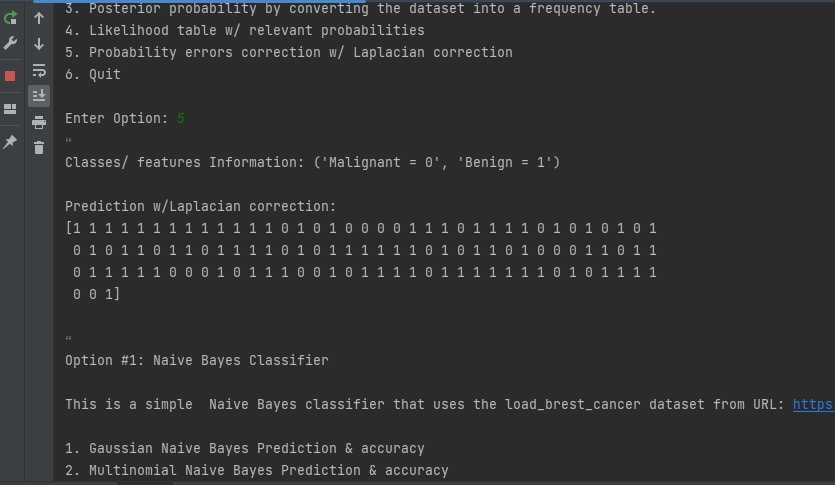 3. Posterior probability by converting the dataset into a frequency table.
4. Likelihood table w/ relevant probabilities
5. Probability errors correction w/ Laplacian correction
6. Quit
Enter Option: 5
“
Classes/ features Information: ('Malignant = 0', 'Benign = 1')
Prediction w/Laplacian correction:
[1 1 1 1 1 1 1 1 1 1 1 1 1 0 1 0 1 0 0 0 0 1 1 1 0 1 1 1 1 0 1 0 1 0 1 0 1
0 1 0 1 1 0 1 1 0 1 1 1 1 0 1 0 1 1 1 1 1 1 0 1 0 1 1 0 1 0 0 0 1 1 0 1 1
0 1 1 1 1 1 0 0 0 1 0 1 1 1 0 0 1 0 1 1 1 1 0 1 1 1 1 1 1 1 0 1 0 1 1 1 1
0 0 1]
“
Option #1: Naive Bayes Classifier
This is a simple  Naive Bayes classifier that uses the load_brest_cancer dataset from URL: https
1. Gaussian Naive Bayes Prediction & accuracy
2. Multinomial Naive Bayes Prediction & accuracy